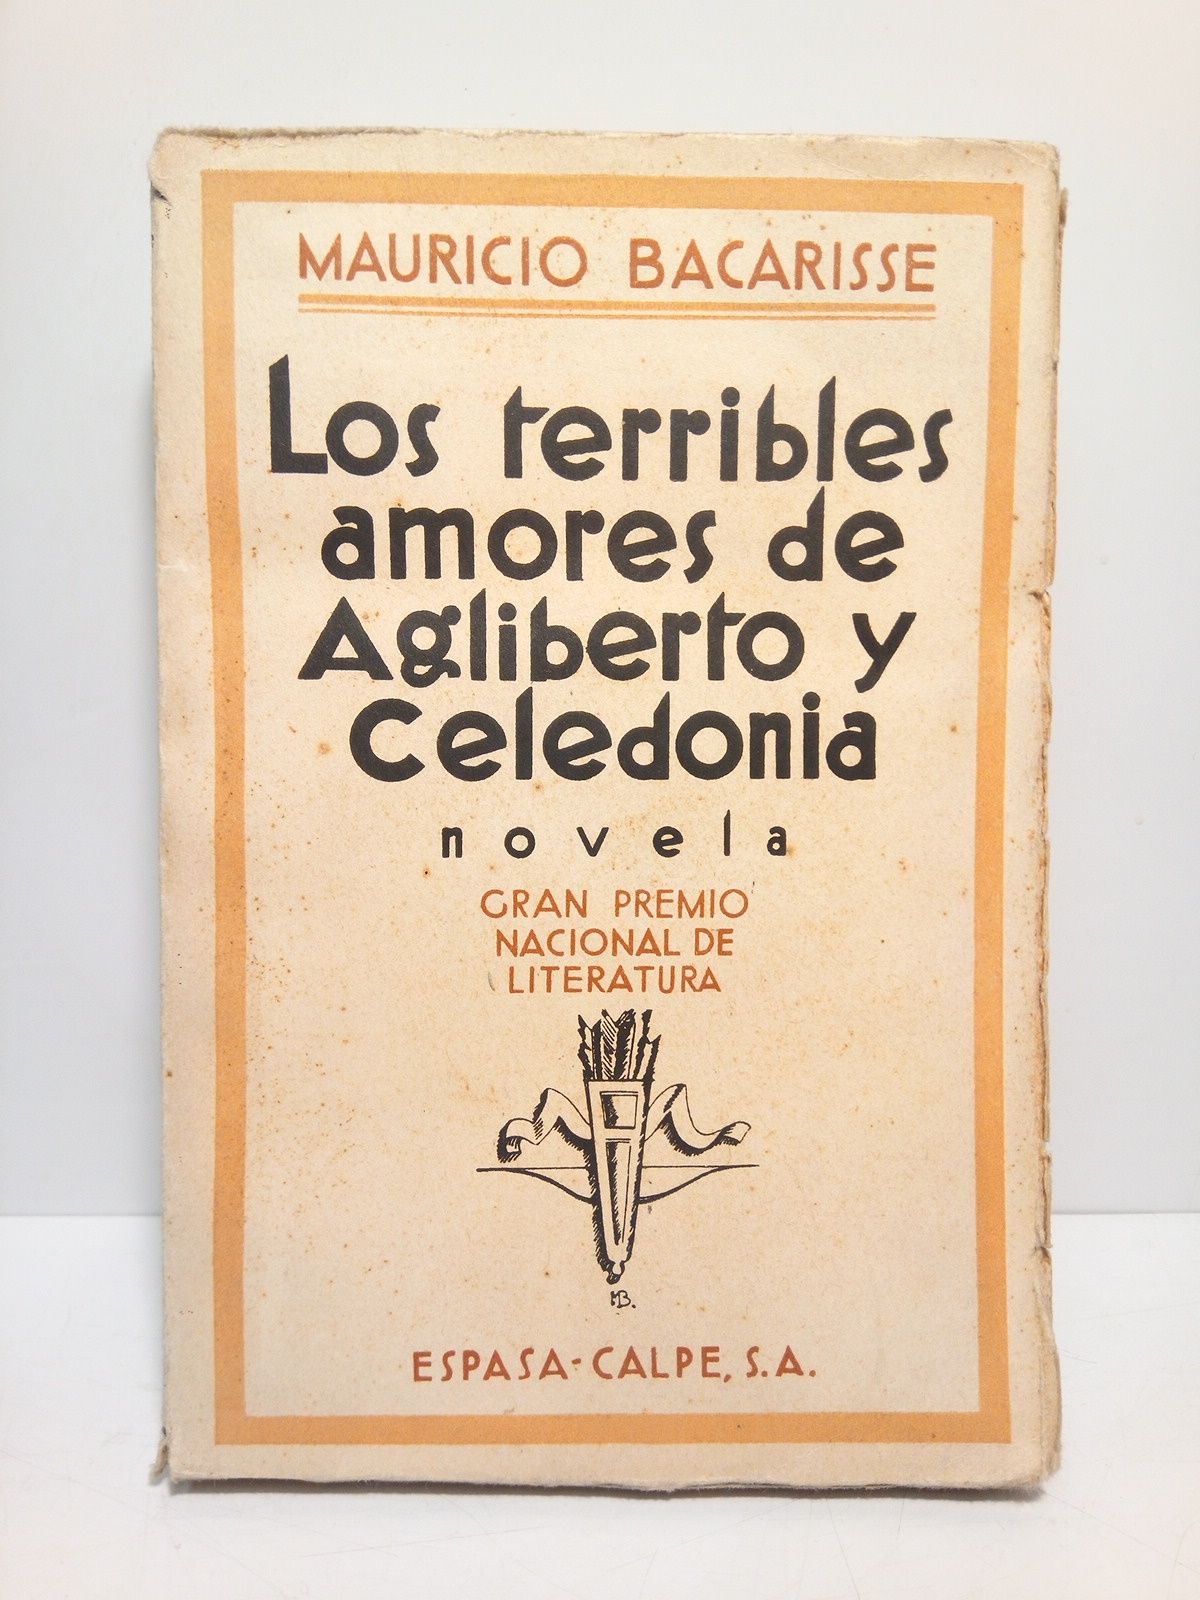 MAURICIO BACARISSE
Los terribles
amores de
Agliberto y
Celedonia
novela
GRAN PREMIO
NACIONAL DE
LITERATURA
MB.
ESPASA-CALPE, S.A.